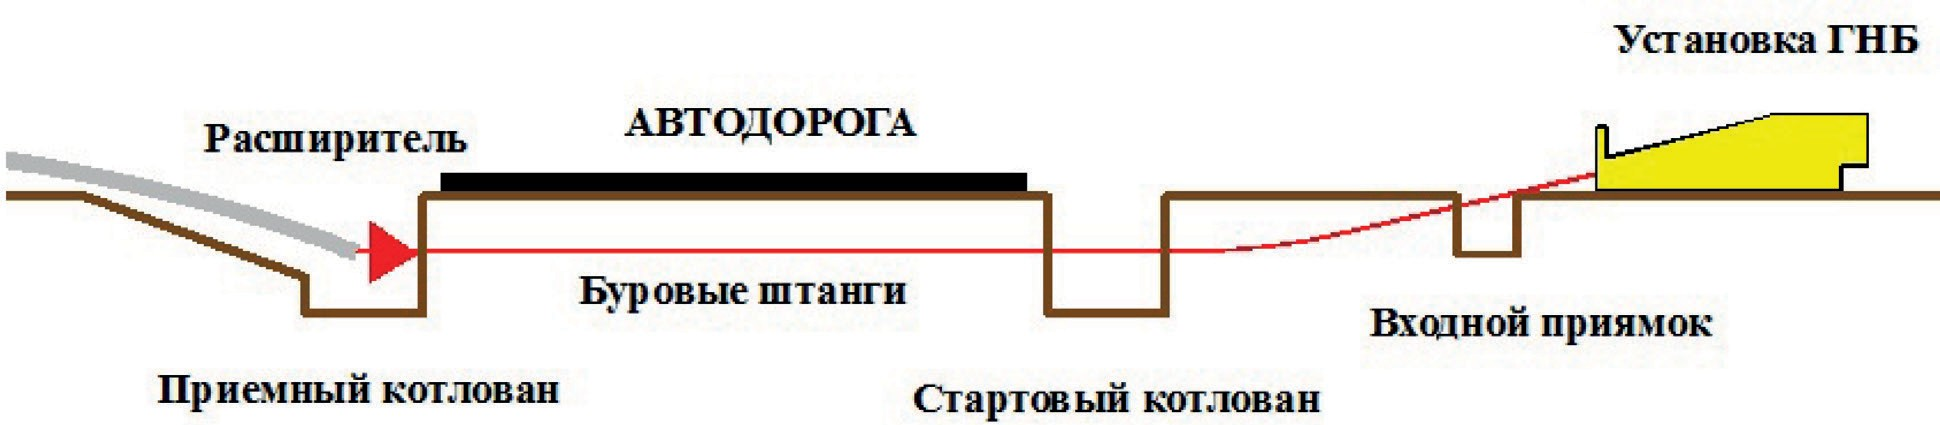 Установка ГНБ
АВТОДОРОГА
Расширитель
Буровые штанги
Входной приямок
Приемный котлован
Стартовый котлован